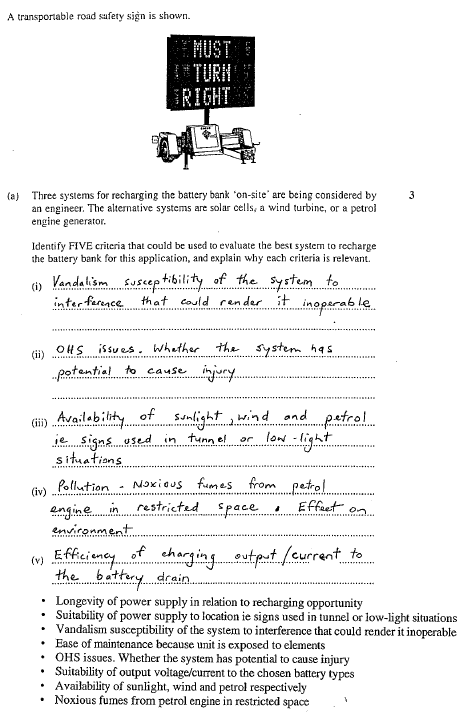 A transportable road safety sign is shown.
MUST
TURN
RIGHT
(a) Three systems for recharging the battery bank 'on-site' are being considered by 3
an engineer. The alternative systems are solar cells, a wind turbine, or a petrol
engine generator.
Identify FIVE criteria that could be used to evaluate the best system to recharge
the battery bank for this application, and explain why each criteria is relevant.
(i) Vandalism susceptibility of the system to
interference that could render it inoperable
(ii) OHS issues. Whether the system has
potential to cause injury
(iii) Availability of sunlight, wind and petrol
ie signs used in tunnel or low-light
situations
(iv) Pollution - Noxious fumes from petrol
engine in restricted space. Effect on
environment
(v) Efficiency of charging output/current to
the battery drain
• Longevity of power supply in relation to recharging opportunity
• Suitability of power supply to location ie signs used in tunnel or low-light situations
• Vandalism susceptibility of the system to interference that could render it inoperable
• Ease of maintenance because unit is exposed to elements
• OHS issues. Whether the system has potential to cause injury
• Suitability of output voltage/current to the chosen battery types
• Availability of sunlight, wind and petrol respectively
• Noxious fumes from petrol engine in restricted space